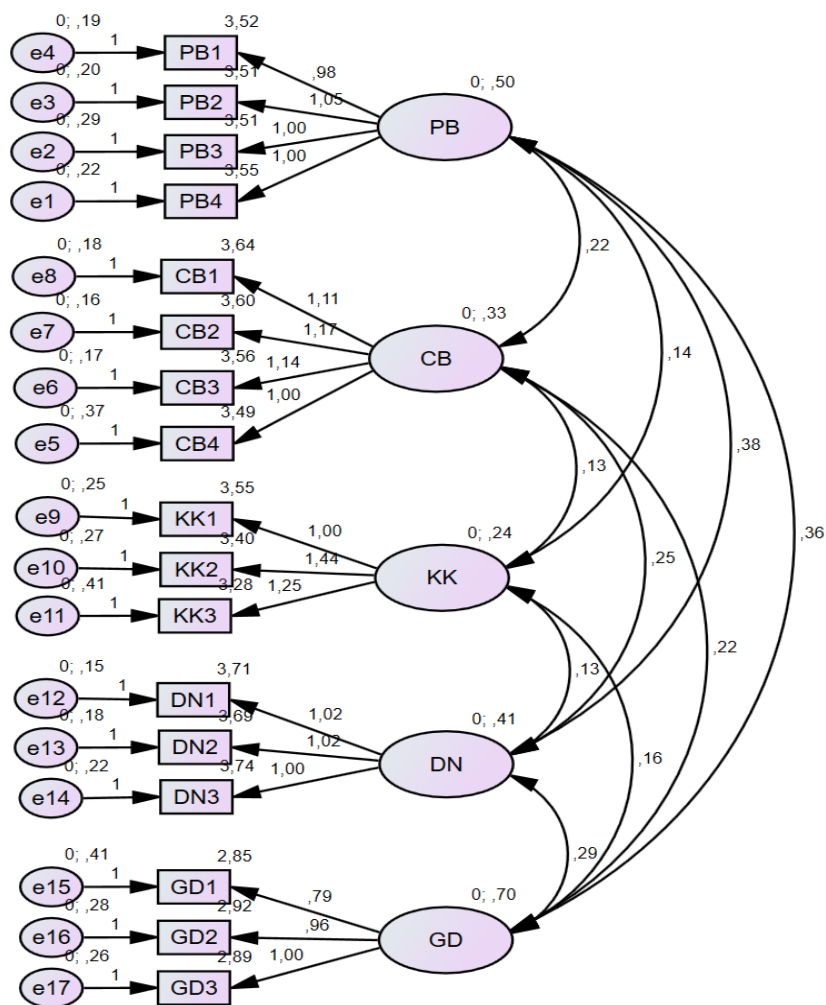 0; ,19 3,52
e4 1 PB1 ,98
0; ,20 3,51 0; ,50
e3 1 PB2 1,05
0; ,29 3,51 PB
e2 1 PB3 1,00
0; ,22 3,55 1,00
e1 1 PB4
,22
0; ,18 3,64
e8 1 CB1 1,11
0; ,16 3,60 0; ,33
e7 1 CB2 1,17 ,14
0; ,17 3,56 CB
e6 1 CB3 1,14
0; ,37 3,49 1,00
e5 1 CB4 ,38
,13
0; ,25 3,55
e9 1 KK1 1,00
0; ,27 3,40 0; ,24 ,36
e10 1 KK2 1,44 ,25
0; ,41 3,28 KK
e11 1 KK3 1,25
,22
0; ,15 3,71 ,13
e12 1 DN1 1,02
0; ,18 3,69 0; ,41
e13 1 DN2 1,02
0; ,22 3,74 DN ,16
e14 1 DN3 1,00
0; ,41 2,85 ,29
e15 1 GD1 ,79
0; ,28 2,92 0; ,70
e16 1 GD2 ,96
0; ,26 2,89 GD
e17 1 GD3 1,00